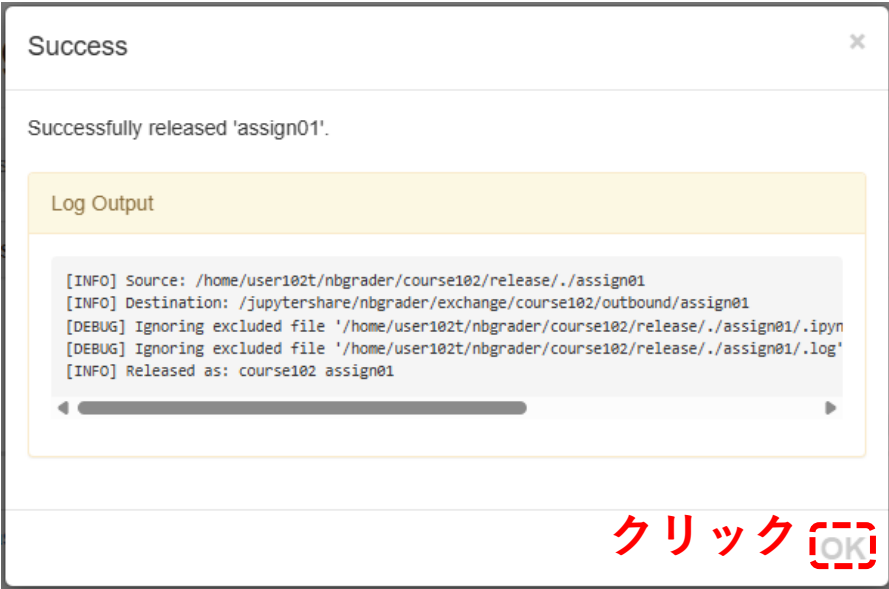 Success
×
Successfully released 'assign01'.
Log Output
[INFO] Source: /home/user102t/nbgrader/course102/release/./assign01
[INFO] Destination: /jupytershare/nbgrader/exchange/course102/outbound/assign01
[DEBUG] Ignoring excluded file '/home/user102t/nbgrader/course102/release/./assign01/.ipyn
[DEBUG] Ignoring excluded file '/home/user102t/nbgrader/course102/release/./assign01/.log'
[INFO] Released as: course102 assign01
クリック OK